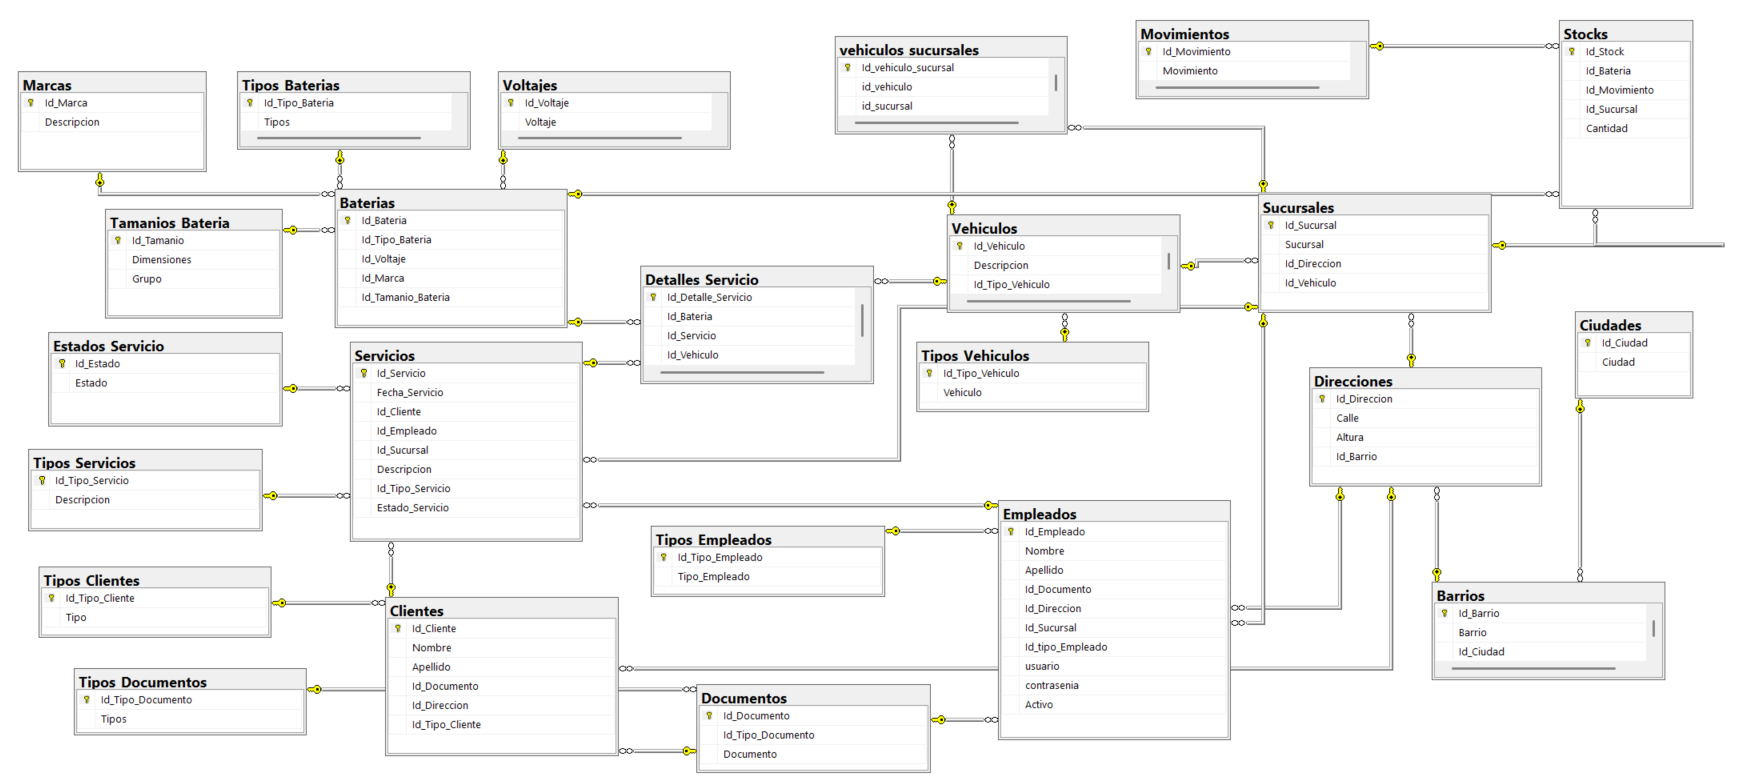 Marcas
Id_Marca
Descripcion
Tipos Baterias
Id_Tipo_Bateria
Tipos
Voltajes
Id_Voltaje
Voltaje
vehiculos sucursales
Id_vehiculo_sucursal
id_vehiculo
id_sucursal
Movimientos
Id_Movimiento
Movimiento
Stocks
Id_Stock
Id_Bateria
Id_Movimiento
Id_Sucursal
Cantidad
Tamanios Bateria
Id_Tamanio
Dimensiones
Grupo
Baterias
Id_Bateria
Id_Tipo_Bateria
Id_Voltaje
Id_Marca
Id_Tamanio_Bateria
Detalles Servicio
Id_Detalle_Servicio
Id_Bateria
Id_Servicio
Id_Vehiculo
Vehiculos
Id_Vehiculo
Descripcion
Id_Tipo_Vehiculo
Sucursales
Id_Sucursal
Sucursal
Id_Direccion
Id_Vehiculo
Estados Servicio
Id_Estado
Estado
Servicios
Id_Servicio
Fecha_Servicio
Id_Cliente
Id_Empleado
Id_Sucursal
Descripcion
Id_Tipo_Servicio
Estado_Servicio
Tipos Vehiculos
Id_Tipo_Vehiculo
Vehiculo
Direcciones
Id_Direccion
Calle
Altura
Id_Barrio
Ciudades
Id_Ciudad
Ciudad
Tipos Servicios
Id_Tipo_Servicio
Descripcion
Tipos Empleados
Id_Tipo_Empleado
Tipo_Empleado
Empleados
Id_Empleado
Nombre
Apellido
Id_Documento
Id_Direccion
Id_Sucursal
Id_tipo_Empleado
usuario
contrasenia
Activo
Barrios
Id_Barrio
Barrio
Id_Ciudad
Tipos Clientes
Id_Tipo_Cliente
Tipo
Clientes
Id_Cliente
Nombre
Apellido
Id_Documento
Id_Direccion
Id_Tipo_Cliente
Tipos Documentos
Id_Tipo_Documento
Tipos
Documentos
Id_Documento
Id_Tipo_Documento
Documento